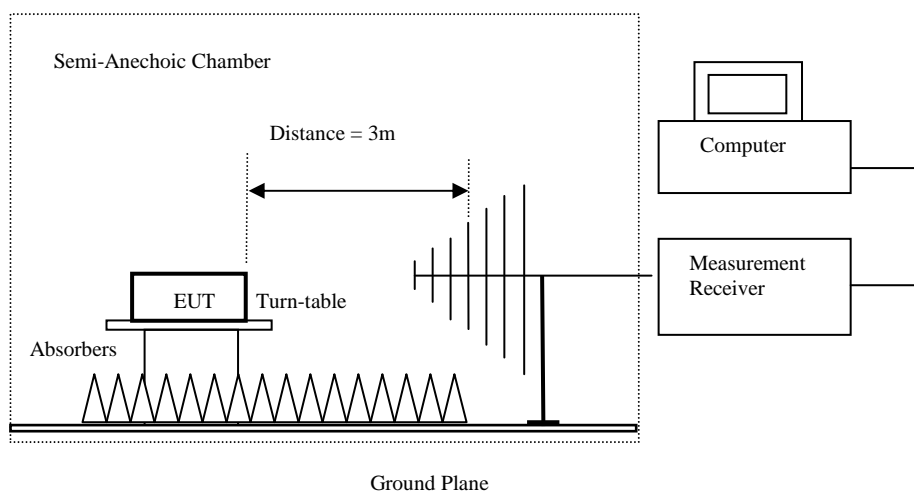 Semi-Anechoic Chamber
Distance = 3m
Computer
Measurement
Receiver
EUT
Turn-table
Absorbers
Ground Plane